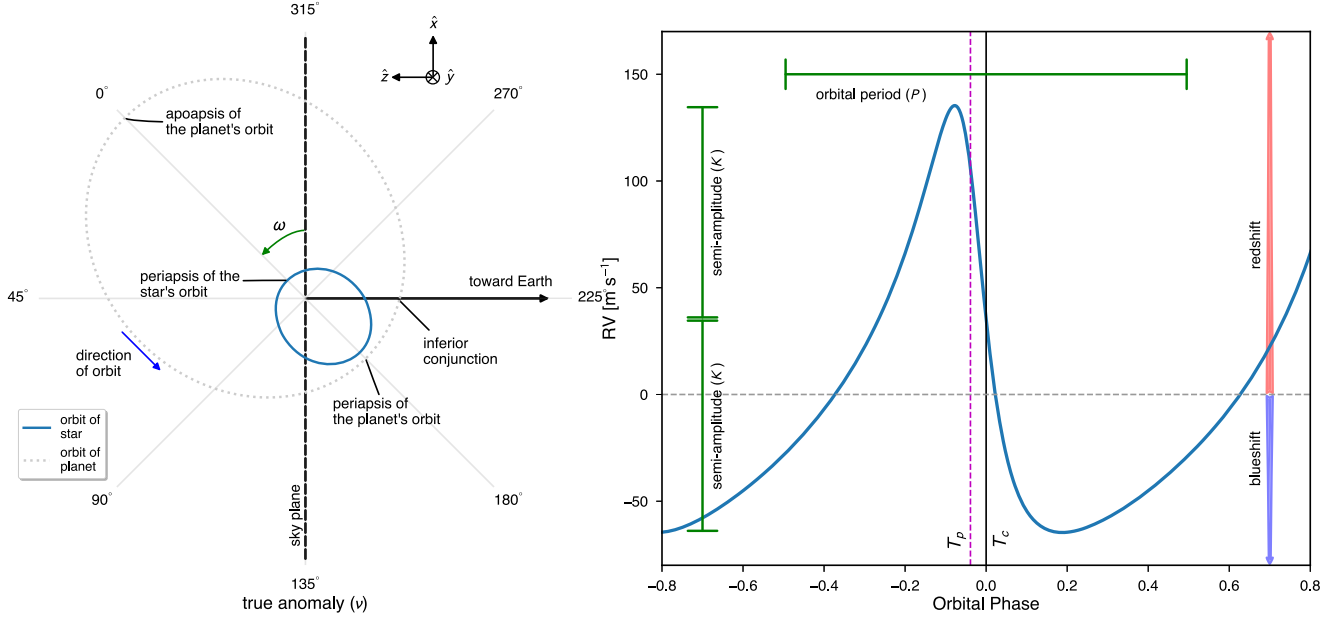 315°
x̂
ẑ
ŷ
0°
270°
apoapsis of
the planet's orbit
ω
periapsis of the
star's orbit
toward Earth
45°
225°
inferior
conjunction
direction
of orbit
periapsis of
the planet's orbit
orbit of
star
orbit of
planet
90°
180°
sky plane
135°
true anomaly (ν)
RV [m s⁻¹]
150
100
50
0
−50
orbital period (P)
semi-amplitude (K)
semi-amplitude (K)
redshift
blueshift
Tₚ
T꜀
−0.8
−0.6
−0.4
−0.2
0.0
0.2
0.4
0.6
0.8
Orbital Phase